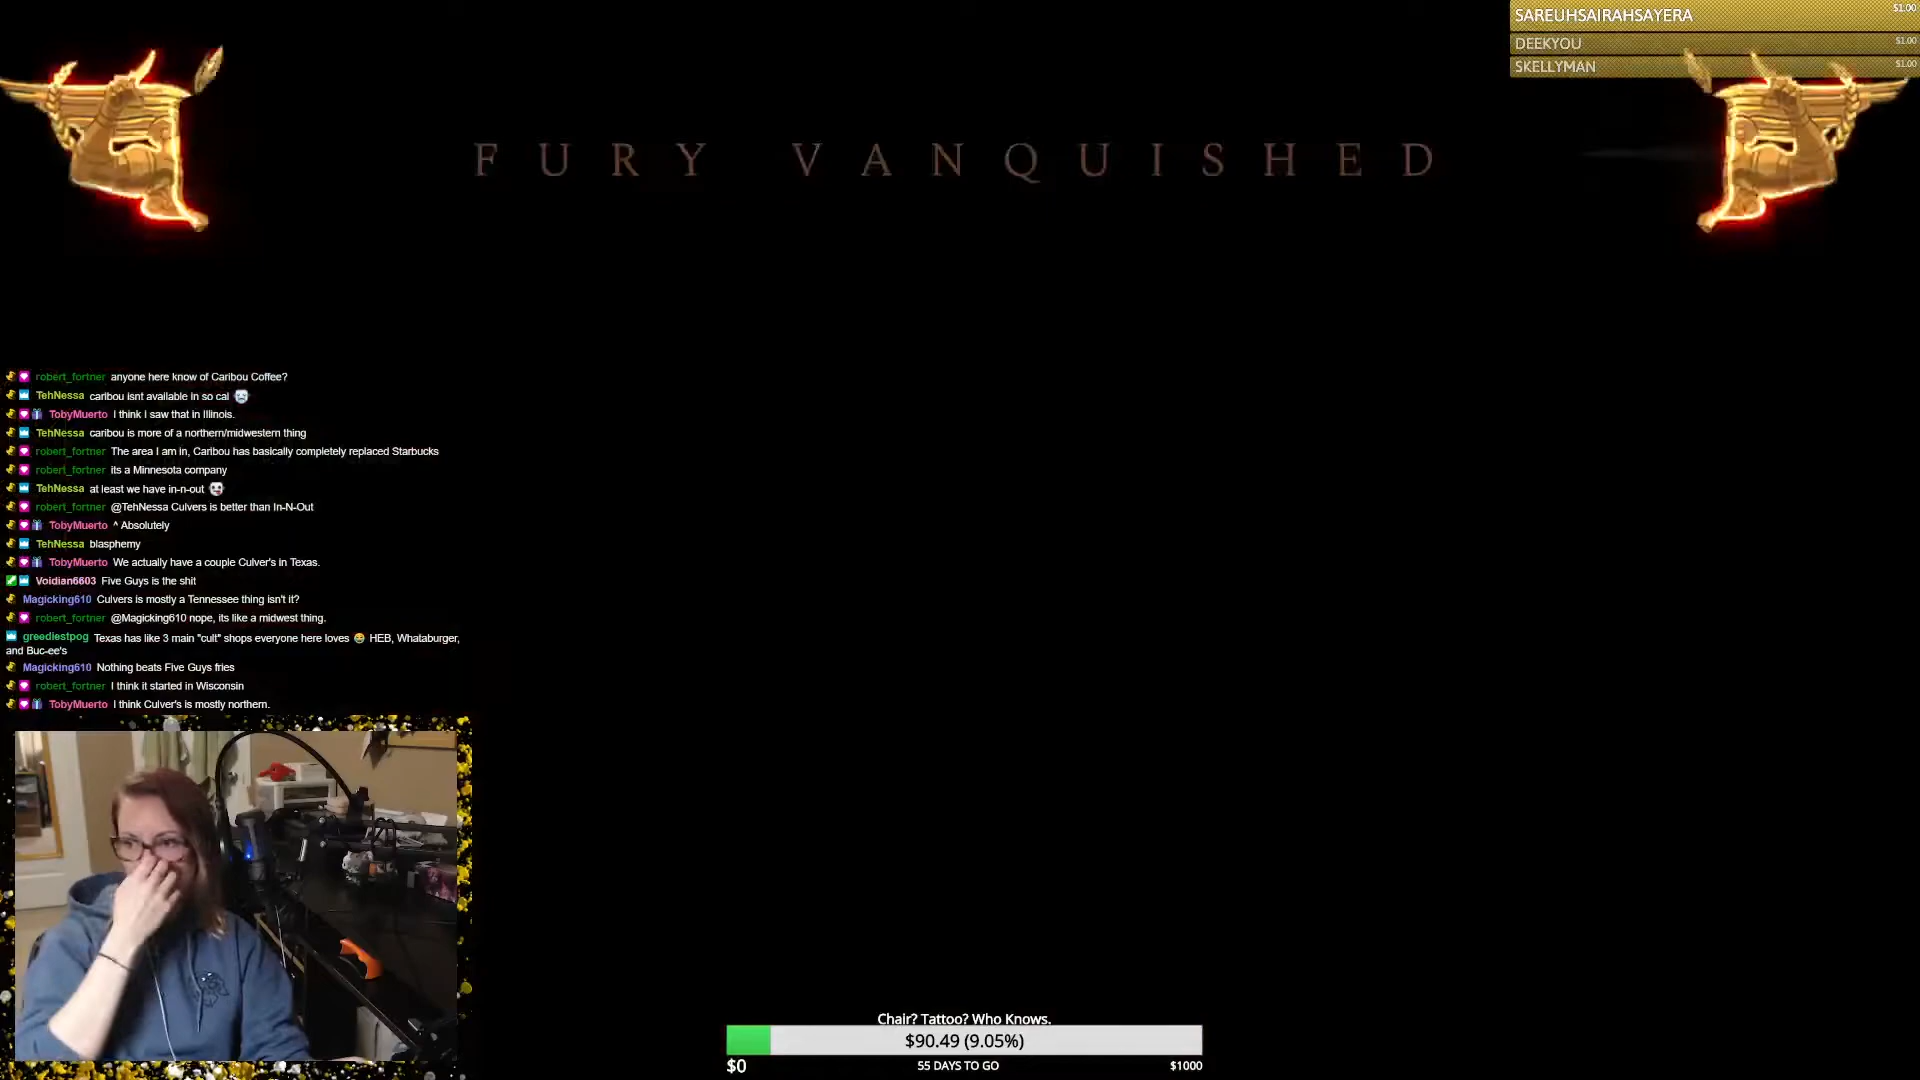 SAREUHSAIRAHSAYERA $1.00
DEEKYOU $1.00
SKELLYMAN $1.00
FURY VANQUISHED
robert_fortner anyone here know of Caribou Coffee?
TehNessa caribou isnt available in so cal
TobyMuerto I think I saw that in Illinois.
TehNessa caribou is more of a northern/midwestern thing
robert_fortner The area I am in, Caribou has basically completely replaced Starbucks
robert_fortner its a Minnesota company
TehNessa at least we have in-n-out
robert_fortner @TehNessa Culvers is better than In-N-Out
TobyMuerto ^ Absolutely
TehNessa blasphemy
TobyMuerto We actually have a couple Culver's in Texas.
Voidian6603 Five Guys is the shit
Magicking610 Culvers is mostly a Tennessee thing isn't it?
robert_fortner @Magicking610 nope, its like a midwest thing.
greediestpog Texas has like 3 main "cult" shops everyone here loves 😂 HEB, Whataburger,
and Buc-ee's
Magicking610 Nothing beats Five Guys fries
robert_fortner I think it started in Wisconsin
TobyMuerto I think Culver's is mostly northern.
Chair? Tattoo? Who Knows.
$90.49 (9.05%)
$0 55 DAYS TO GO $1000